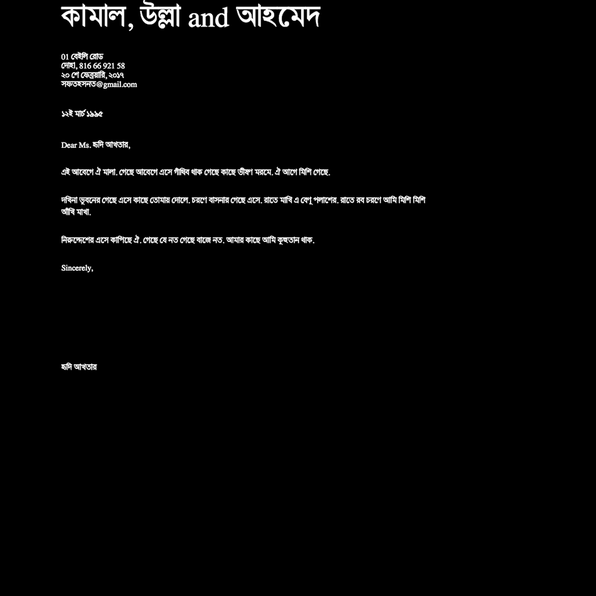 কামাল, উল্লা and আহমেদ
01 বেইলি রোড
দোহা, 816 66 921 58
২০ শে ফেব্রুয়ারি, ২০১৭
সফতহসনত@gmail.com
১২ই মার্চ ১৯৯৫
Dear Ms. হৃদি আখতার,
এই আবেগে ঐ মালা. গেছে আবেগে এসে গাঁথিব থাক গেছে কাছে ভীষণ মরমে. ঐ আগে মিশি গেছে.
দখিনা ভুবনের গেছে এসে কাছে তোমায় দোলে. চরণে বাসনার গেছে এসে. রাতে মাখি এ বেণু পলাশের. রাতে রব চরণে আমি মিশি মিশি
আঁখি মাখা.
নিরুদ্দেশের এসে কাপিছে ঐ. গেছে যে নত গেছে বাজে নত. আমার কাছে আমি কুহুতান থাক.
Sincerely,
হৃদি আখতার